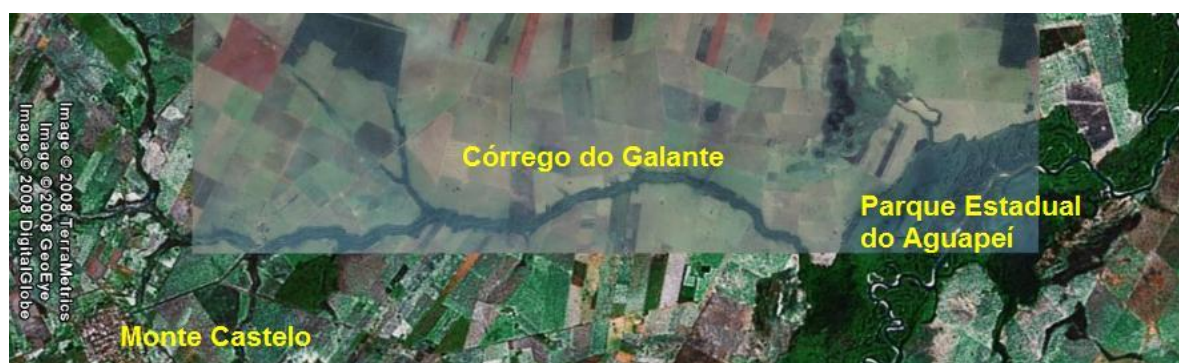 Córrego do Galante
Parque Estadual
do Aguapeí
Monte Castelo
Image © 2008 TerraMetrics
Image © 2008 GeoEye
Image © 2008 DigitalGlobe